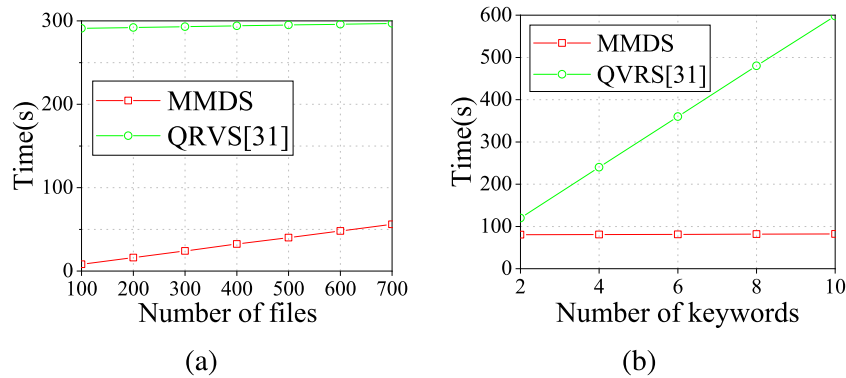 300
200
100
0
Time(s)
MMDS
QRVS[31]
100 200 300 400 500 600 700
Number of files
(a)
600
500
400
300
200
100
0
Time(s)
MMDS
QVRS[31]
2 4 6 8 10
Number of keywords
(b)